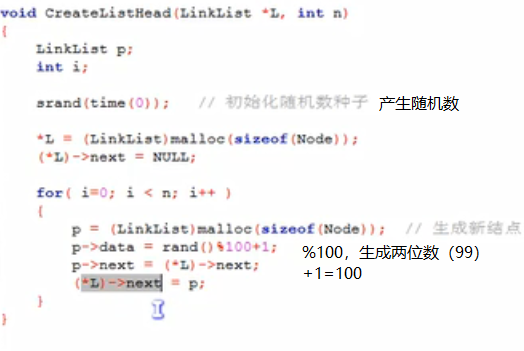 void CreateListHead(LinkList *L, int n)
{
LinkList p;
int i;
srand(time(0)); // 初始化随机数种子 产生随机数
*L = (LinkList)malloc(sizeof(Node));
(*L)->next = NULL;
for( i=0; i < n; i++ )
{
p = (LinkList)malloc(sizeof(Node)); // 生成新结点
p->data = rand()%100+1; %100，生成两位数（99）
p->next = (*L)->next; +1=100
(*L)->next = p;
}
}